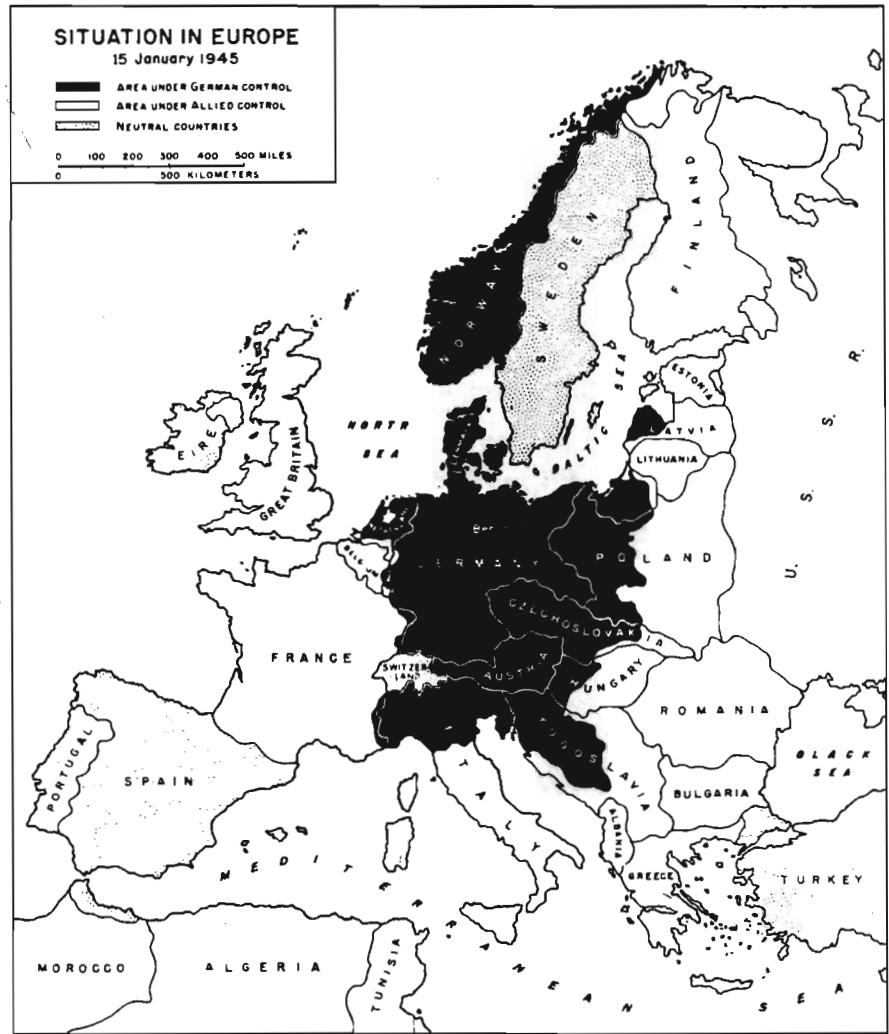 SITUATION IN EUROPE
15 January 1945
AREA UNDER GERMAN CONTROL
AREA UNDER ALLIED CONTROL
NEUTRAL COUNTRIES
0 100 200 300 400 500 MILES
0 500 KILOMETERS
NORWAY
SWEDEN
FINLAND
U. S. S. R.
ESTONIA
LATVIA
LITHUANIA
BALTIC SEA
NORTH
SEA
EIRE
GREAT BRITAIN
GERMANY
POLAND
CZECHOSLOVAKIA
FRANCE
SWITZER
LAND
AUSTRIA
HUNGARY
ROMANIA
YUGOSLAVIA
BLACK
SEA
PORTUGAL
SPAIN
ITALY
BULGARIA
ALBANIA
GREECE
TURKEY
MEDITERRANEAN SEA
MOROCCO
ALGERIA
TUNISIA